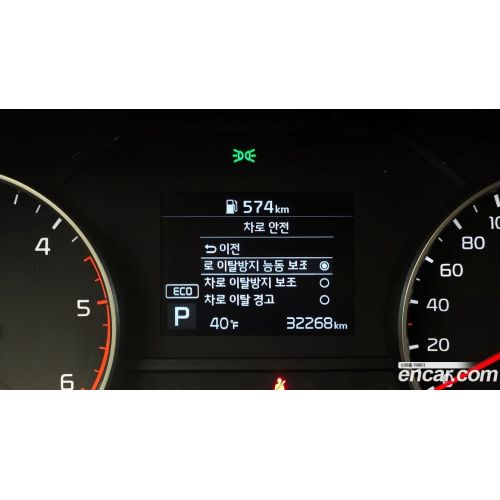 574km
차로 안전
이전
로 이탈방지 능동 보조
차로 이탈방지 보조
차로 이탈 경고
ECO
P
40°F
32268km
4
5
6
100
80
60
40
20
encar.com